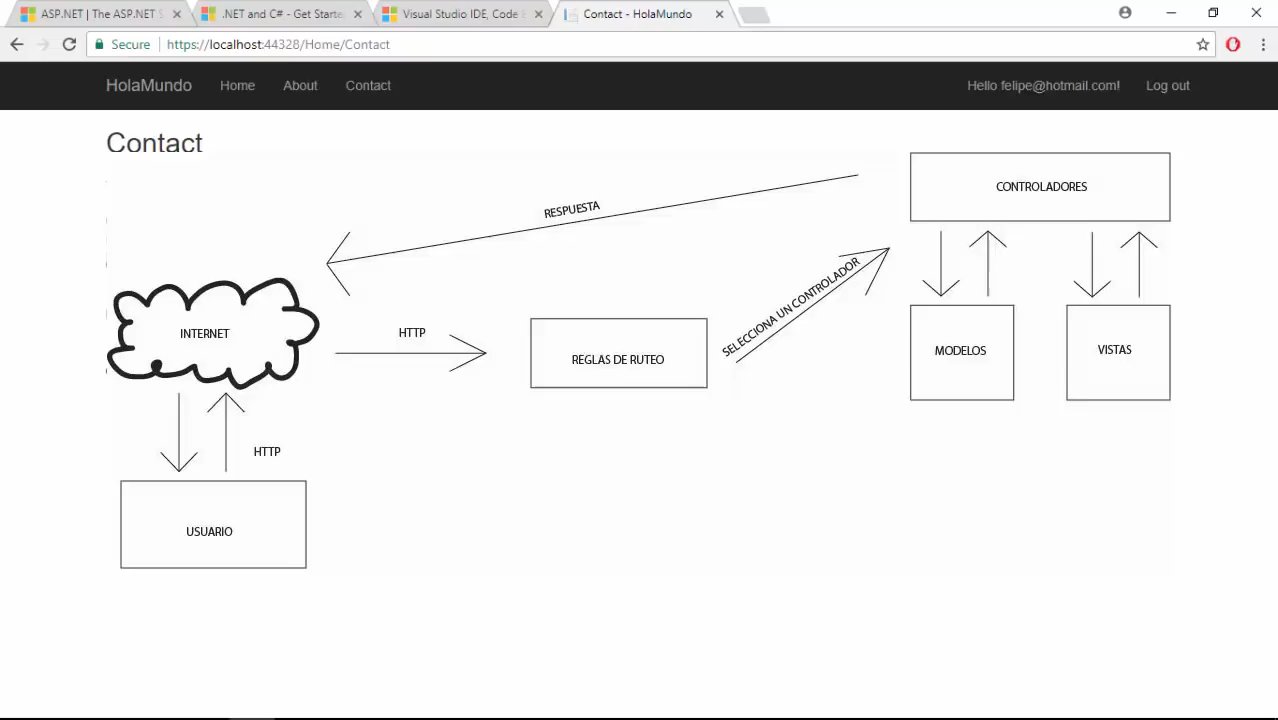 ASP.NET | The ASP.NET S
.NET and C# - Get Starte
Visual Studio IDE, Code E
Contact - HolaMundo
Secure
https://localhost:44328/Home/Contact
HolaMundo
Home
About
Contact
Hello felipe@hotmail.com!
Log out
Contact
CONTROLADORES
RESPUESTA
SELECCIONA UN CONTROLADOR
INTERNET
HTTP
REGLAS DE RUTEO
MODELOS
VISTAS
HTTP
USUARIO